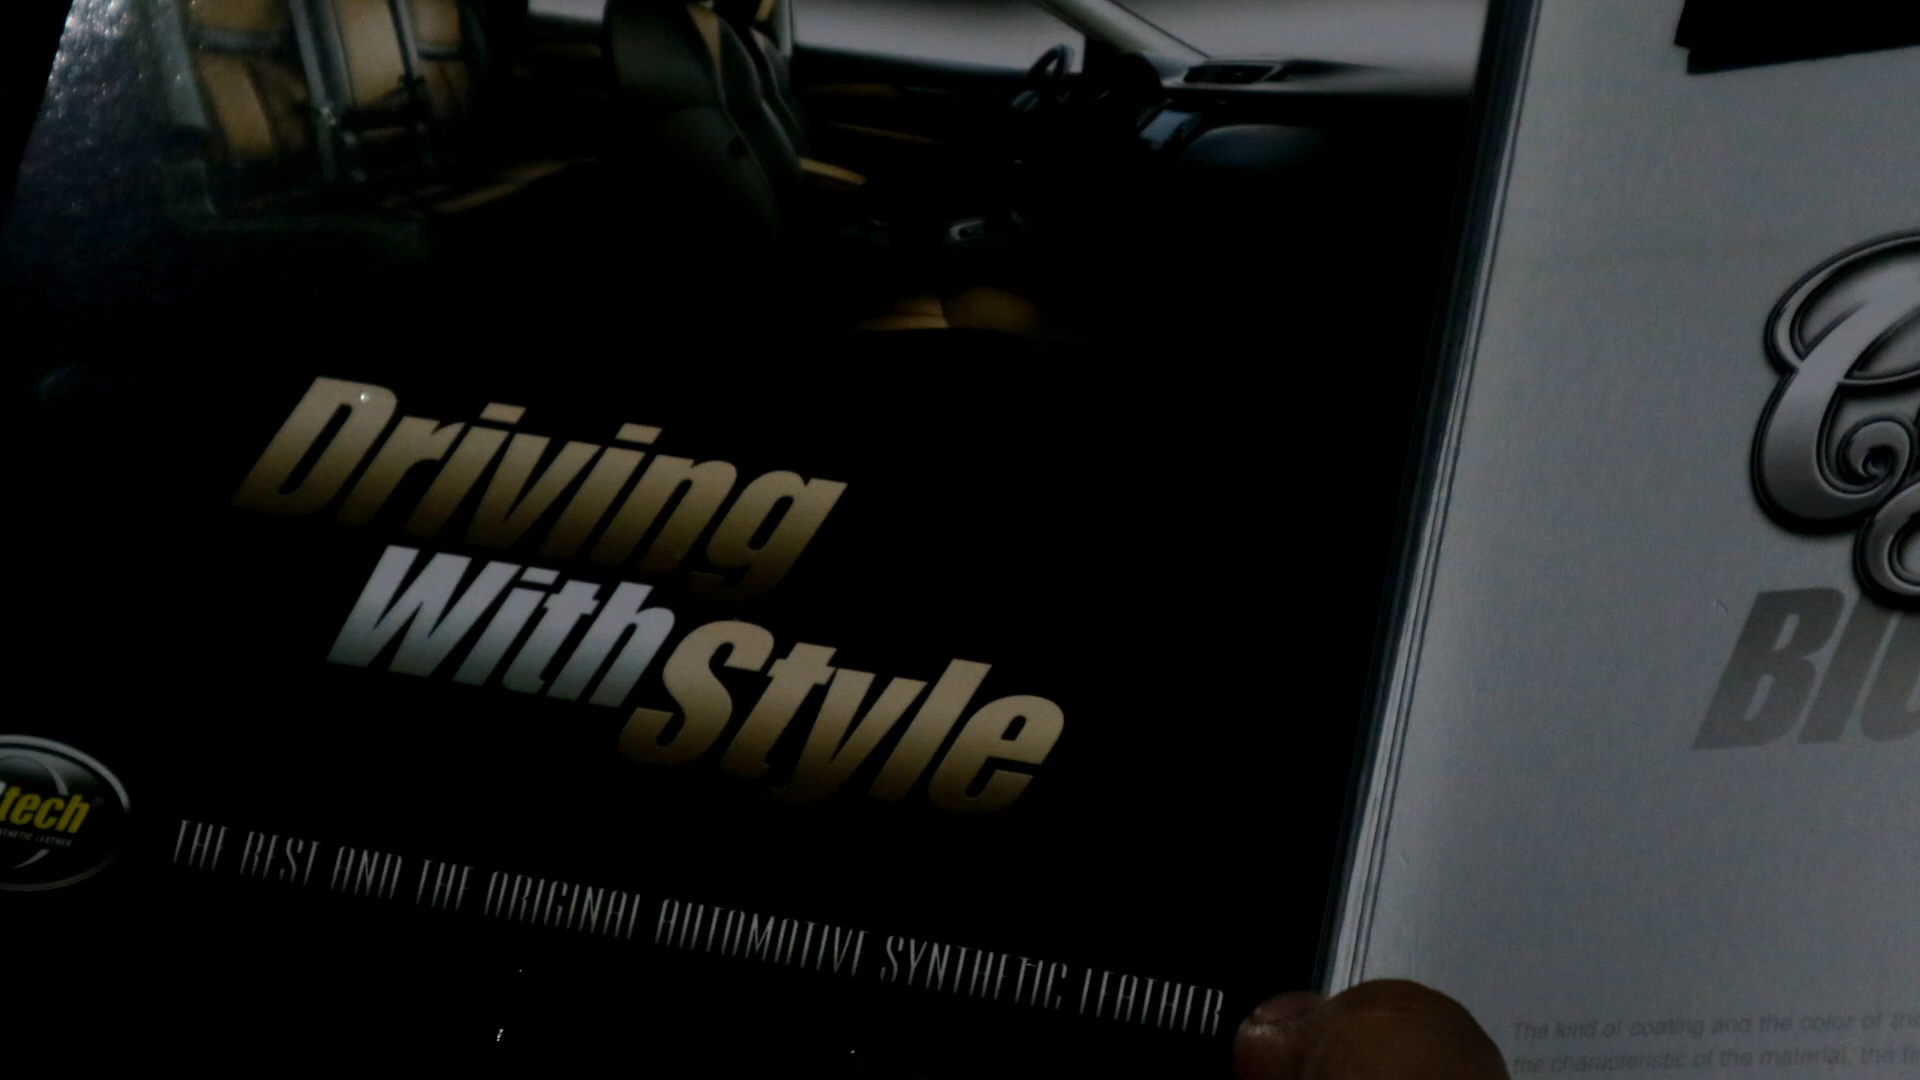 Driving
With Style
tech
THE BEST AND THE ORIGINAL AUTOMOTIVE SYNTHETIC LEATHER
The kind of coating and the color of the
the characteristic of the material, the